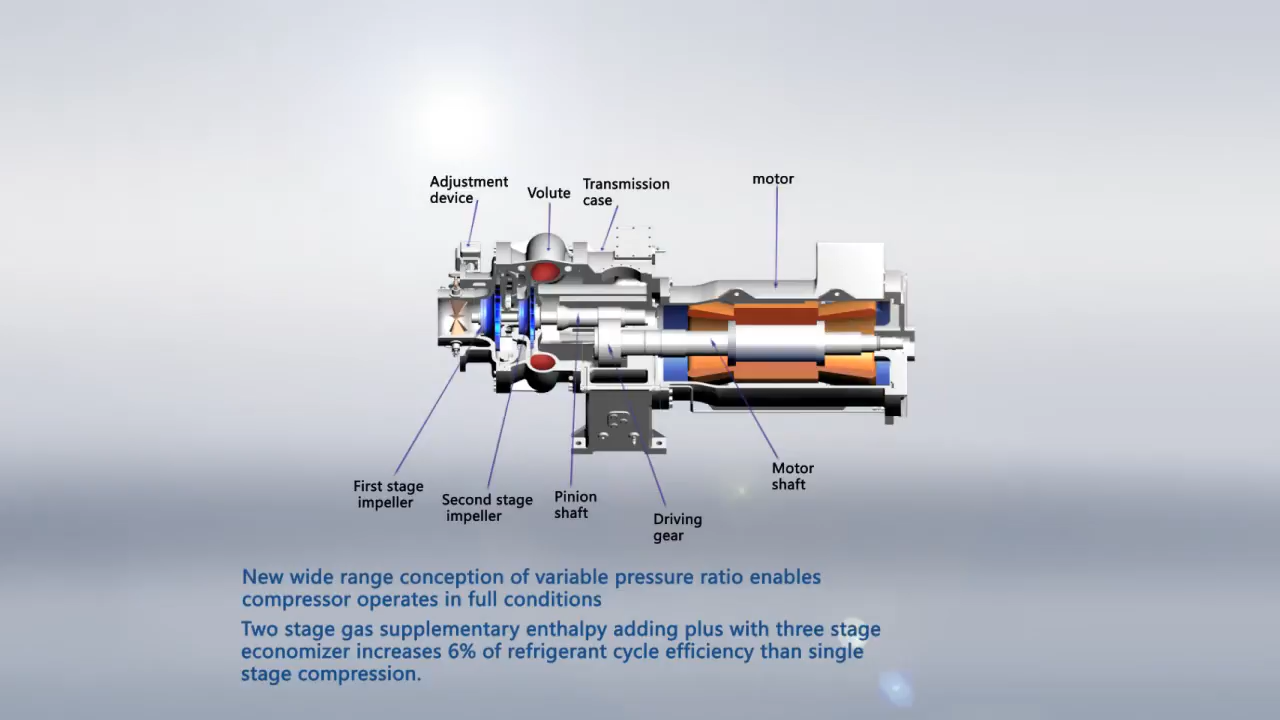 Adjustment
device
Volute
Transmission
case
motor
First stage
impeller
Second stage
impeller
Pinion
shaft
Driving
gear
Motor
shaft
New wide range conception of variable pressure ratio enables
compressor operates in full conditions
Two stage gas supplementary enthalpy adding plus with three stage
economizer increases 6% of refrigerant cycle efficiency than single
stage compression.